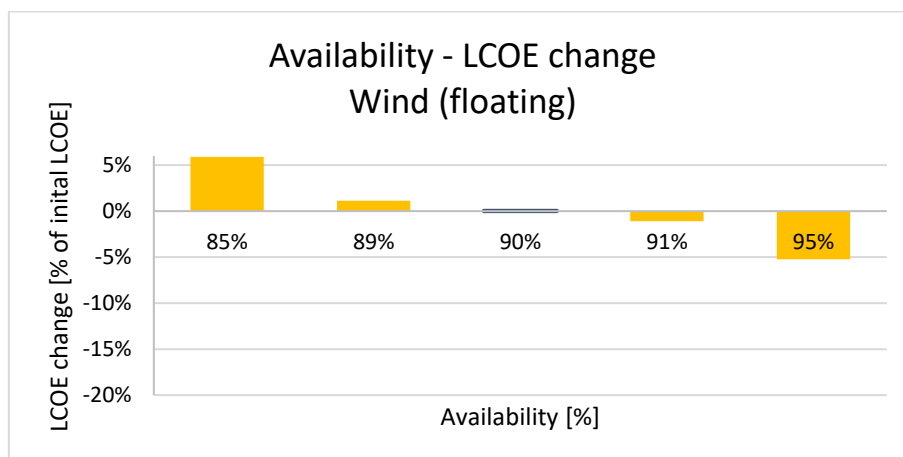 Availability - LCOE change
Wind (floating)
LCOE change [% of inital LCOE]
5%
0%
-5%
-10%
-15%
-20%
85% 89% 90% 91% 95%
Availability [%]